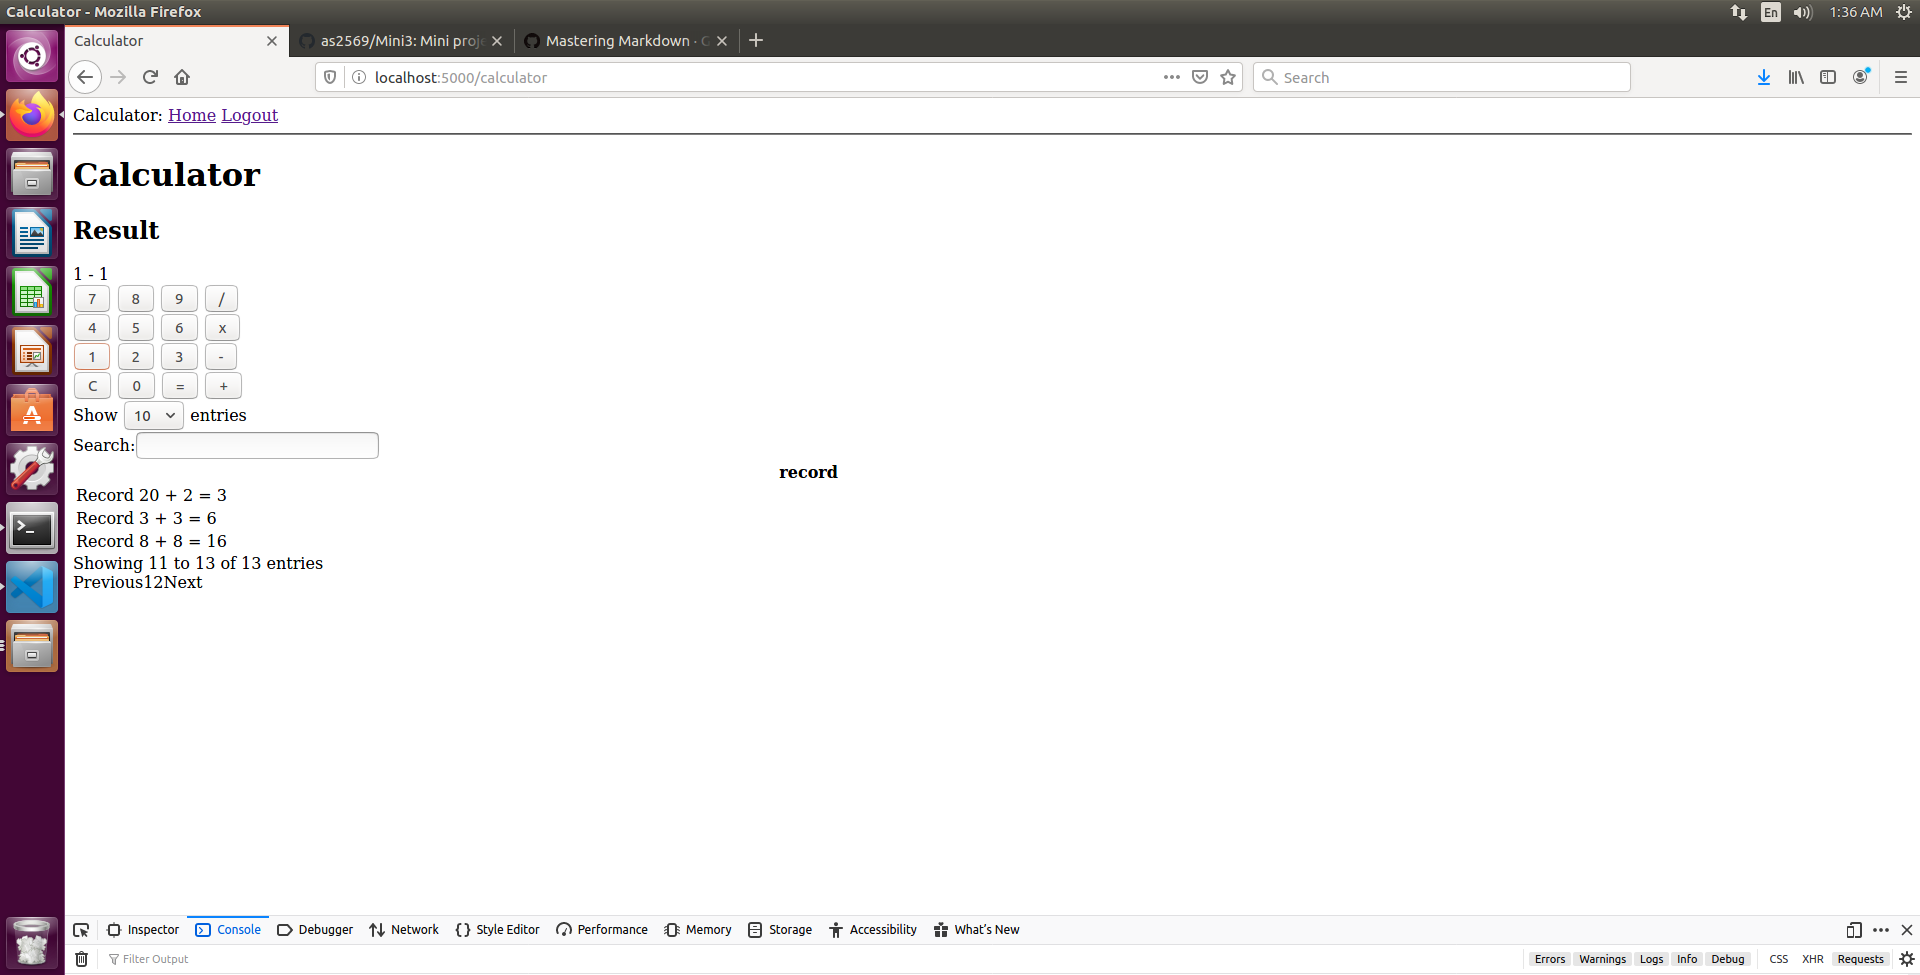 Calculator - Mozilla Firefox
En
1:36 AM
Calculator
as2569/Mini3: Mini proje
Mastering Markdown ·
localhost:5000/calculator
Search
Calculator: Home Logout
Calculator
Result
1 - 1
7 8 9 /
4 5 6 x
1 2 3 -
C 0 = +
Show 10 entries
Search:
record
Record 20 + 2 = 3
Record 3 + 3 = 6
Record 8 + 8 = 16
Showing 11 to 13 of 13 entries
Previous12Next
Inspector Console Debugger Network {} Style Editor Performance Memory Storage Accessibility What's New
Filter Output
Errors Warnings Logs Info Debug CSS XHR Requests